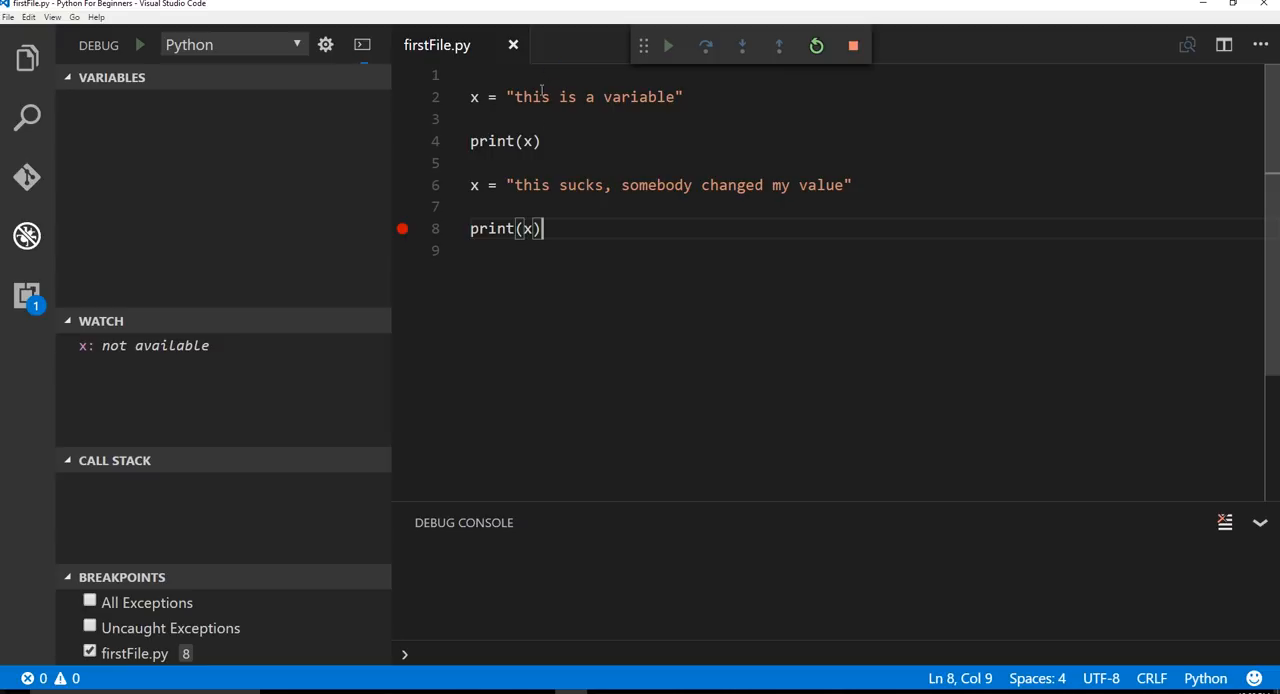 firstFile.py - Python For Beginners - Visual Studio Code
File Edit View Go Help
DEBUG Python
firstFile.py
VARIABLES
1
2 x = "this is a variable"
3
4 print(x)
5
6 x = "this sucks, somebody changed my value"
7
8 print(x)
9
WATCH
x: not available
CALL STACK
BREAKPOINTS
All Exceptions
Uncaught Exceptions
firstFile.py 8
1
DEBUG CONSOLE
0 0 Ln 8, Col 9 Spaces: 4 UTF-8 CRLF Python